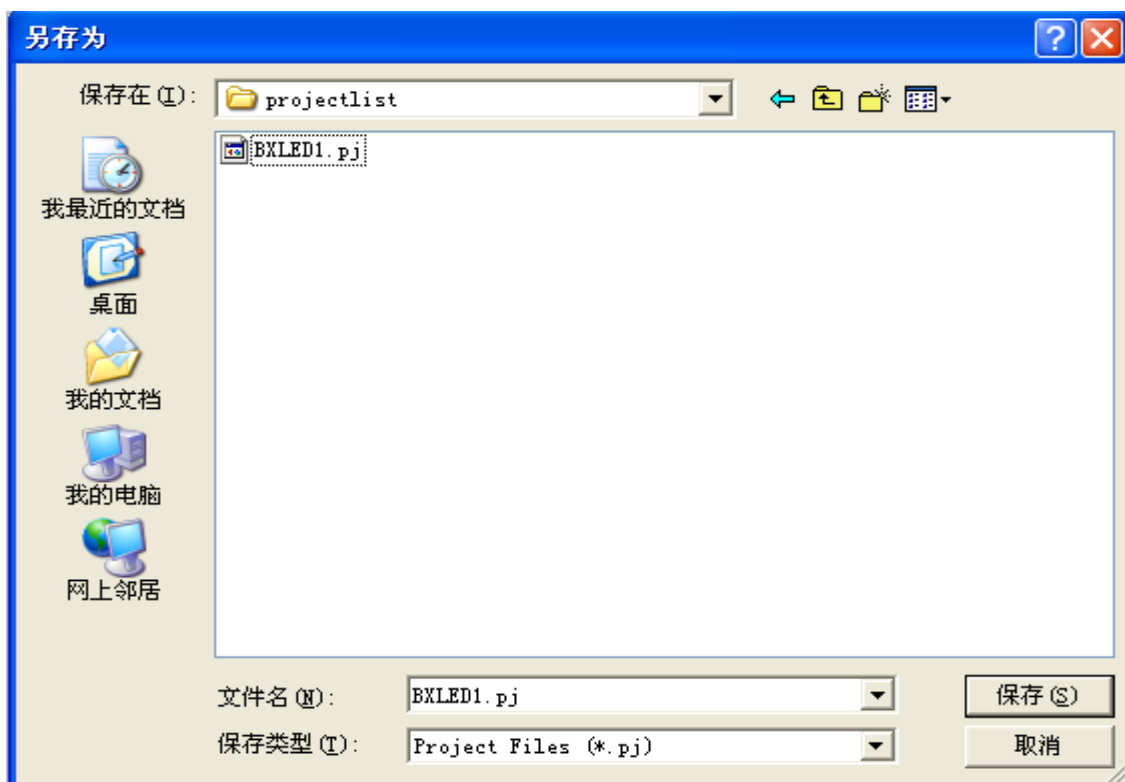 另存为
保存在(I):
projectlist
BXLED1.pj
我最近的文档
桌面
我的文档
我的电脑
网上邻居
文件名(N):
BXLED1.pj
保存(S)
保存类型(T):
Project Files (*.pj)
取消